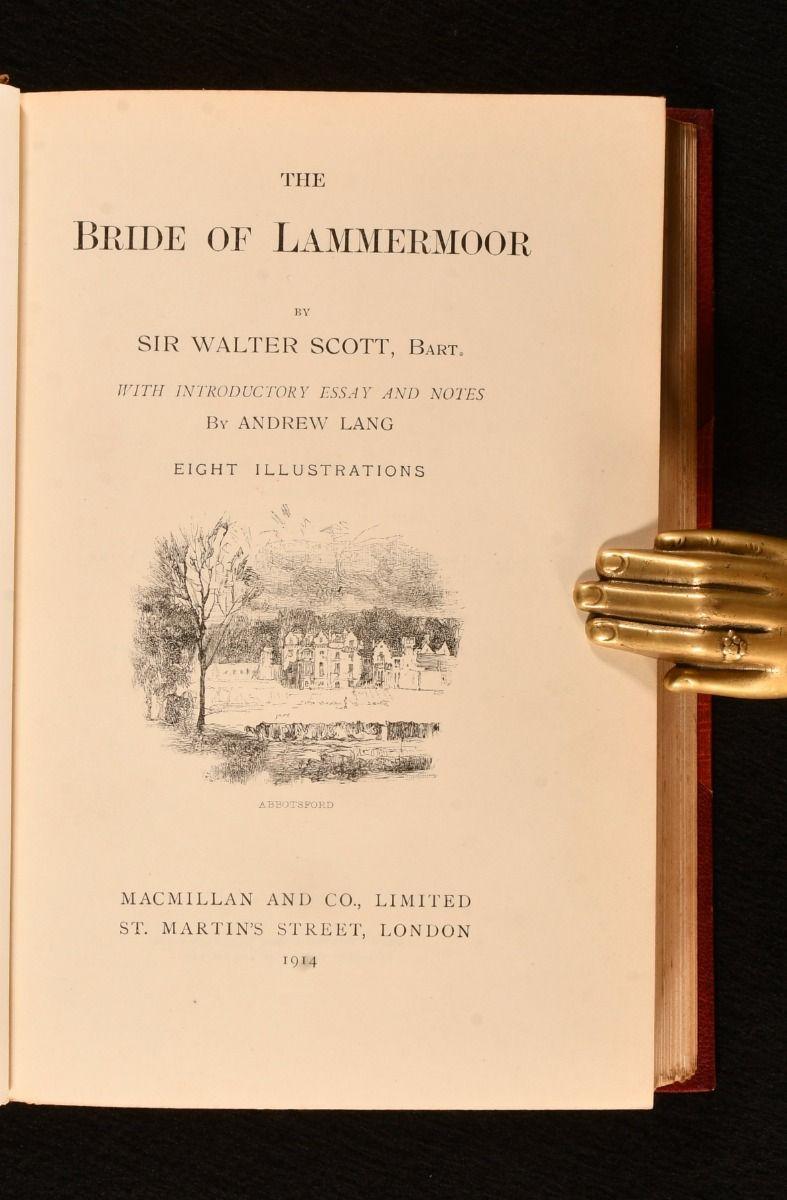 THE
BRIDE OF LAMMERMOOR
BY
SIR WALTER SCOTT, BART.
WITH INTRODUCTORY ESSAY AND NOTES
BY ANDREW LANG
EIGHT ILLUSTRATIONS
ABBOTSFORD
MACMILLAN AND CO., LIMITED
ST. MARTIN'S STREET, LONDON
1914